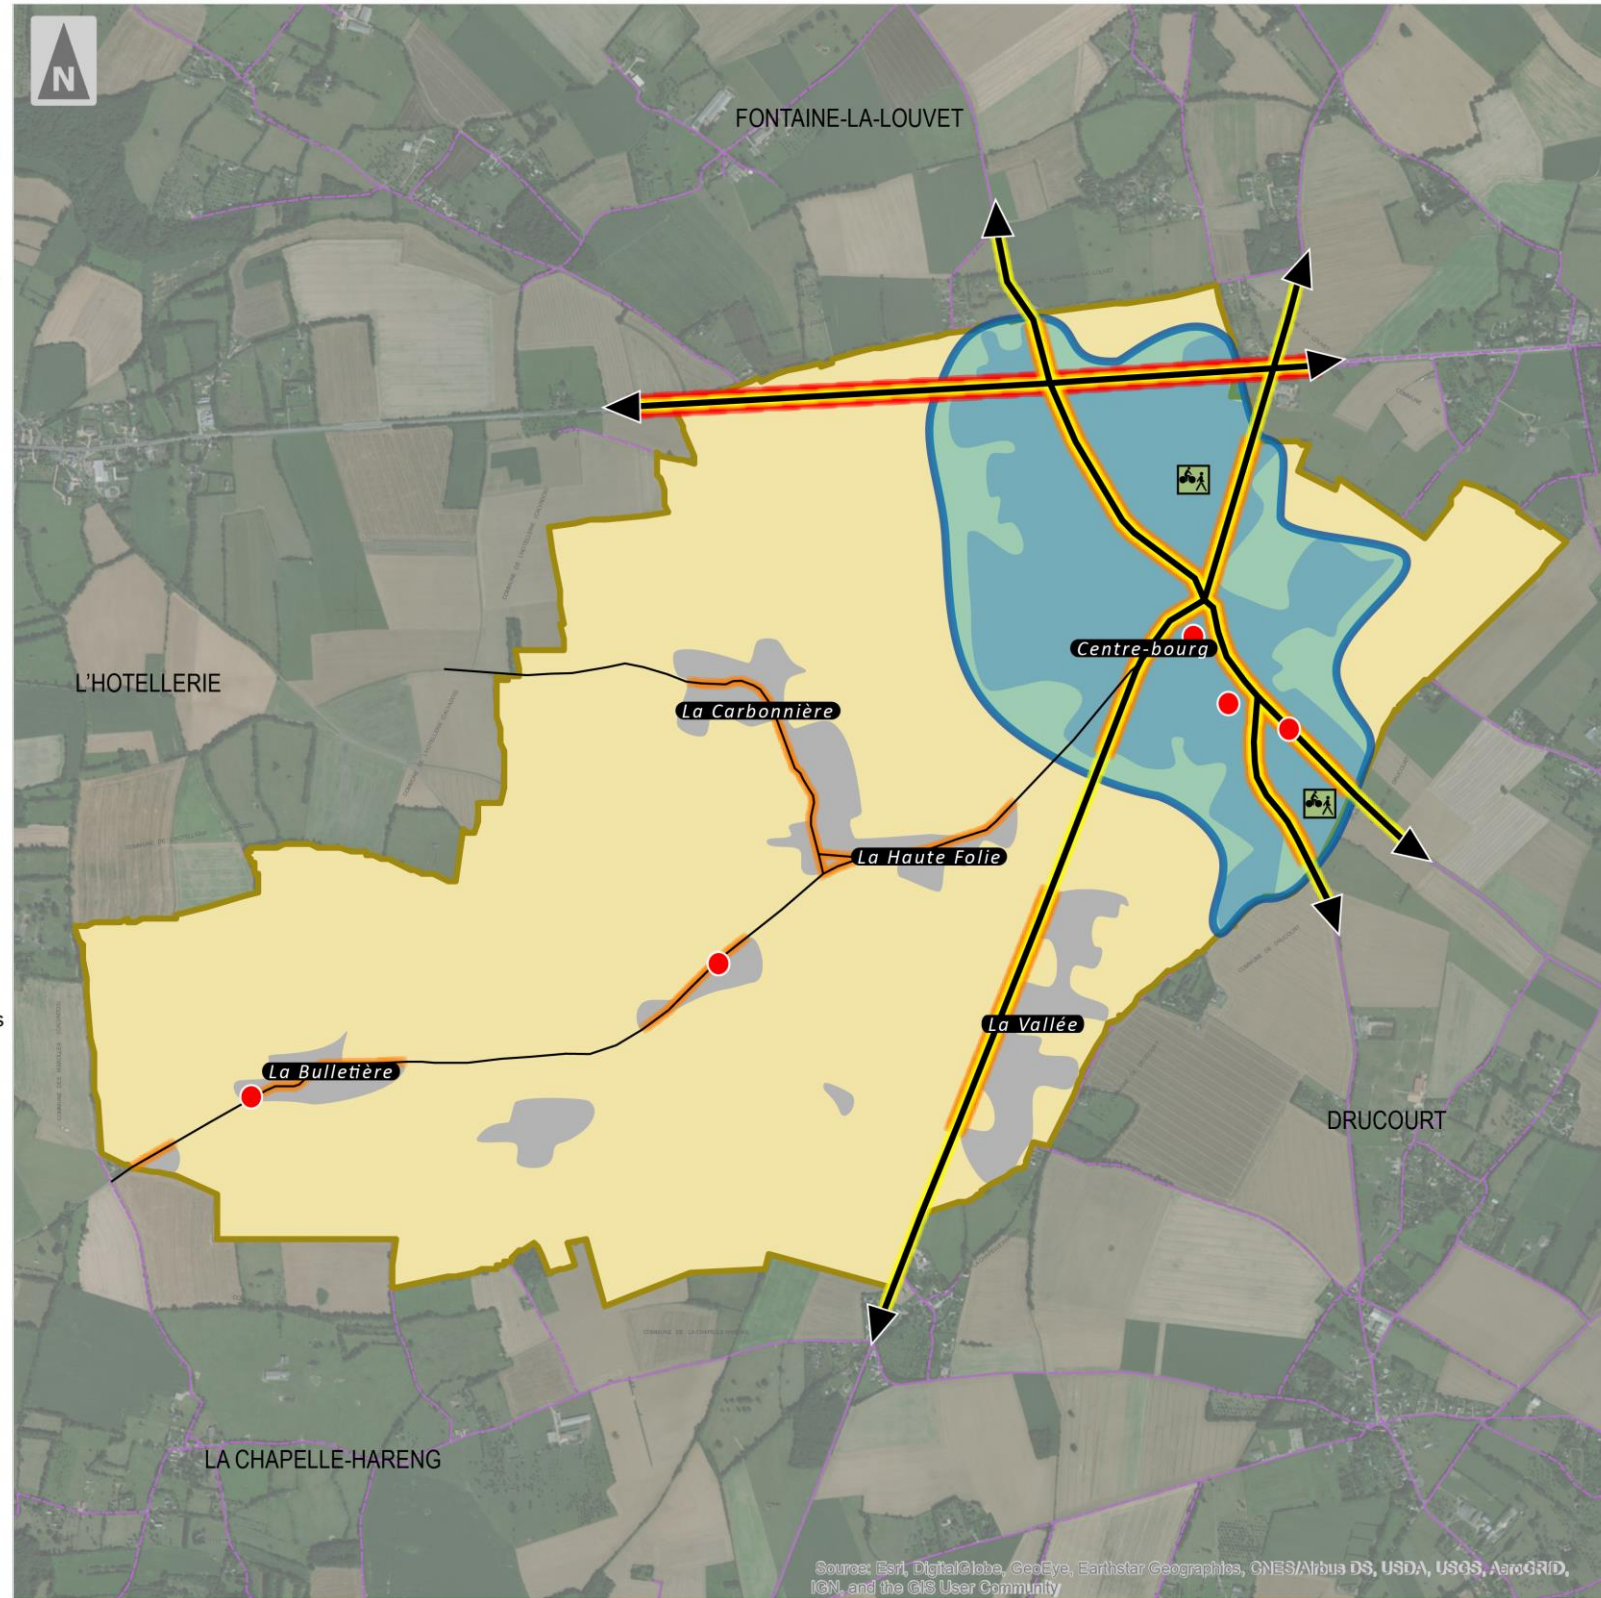 N
FONTAINE-LA-LOUVET
Centre-bourg
L'HOTELLERIE
La Carbonnière
La Haute Folie
La Vallée
s
La Bulletière
DRUCOURT
LA CHAPELLE-HARENG
Source: Esri, DigitalGlobe, GeoEye, Earthstar Geographics, CNES/Airbus DS, USDA, USGS, AeroGRID,
IGN, and the GIS User Community